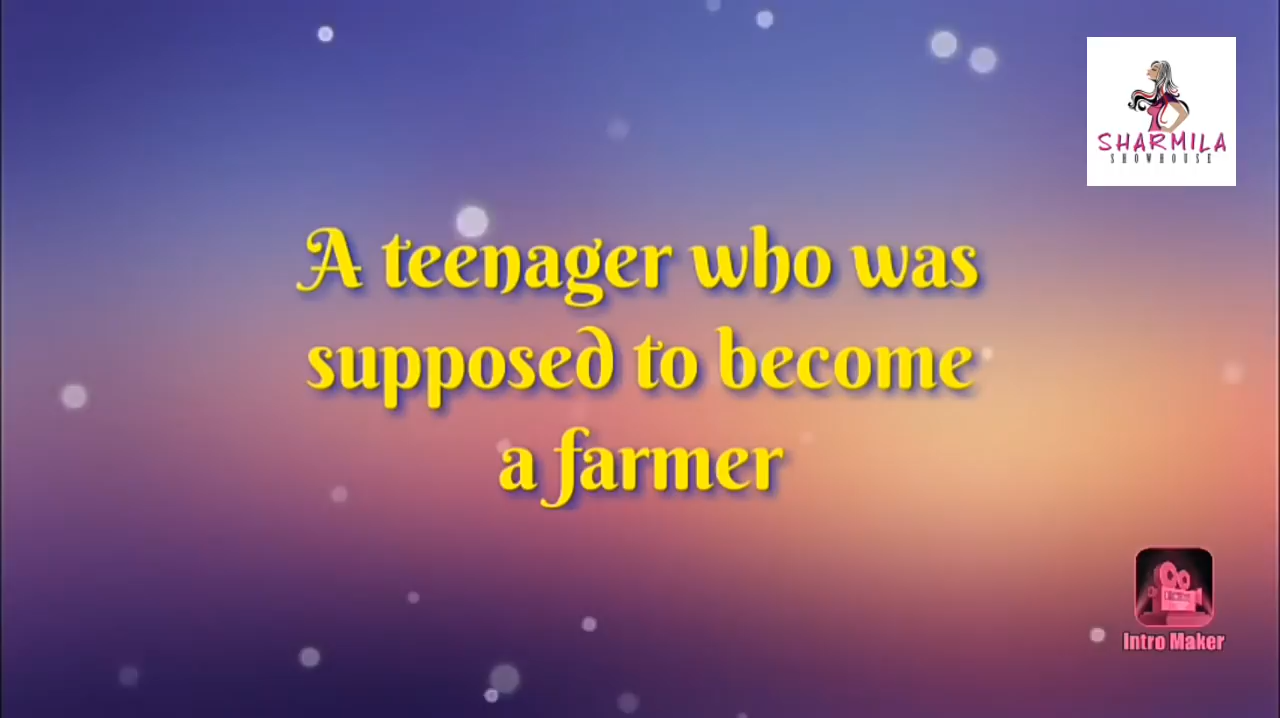 SHARMILA
SHOWHOUSE
A teenager who was
supposed to become
a farmer
Intro Maker